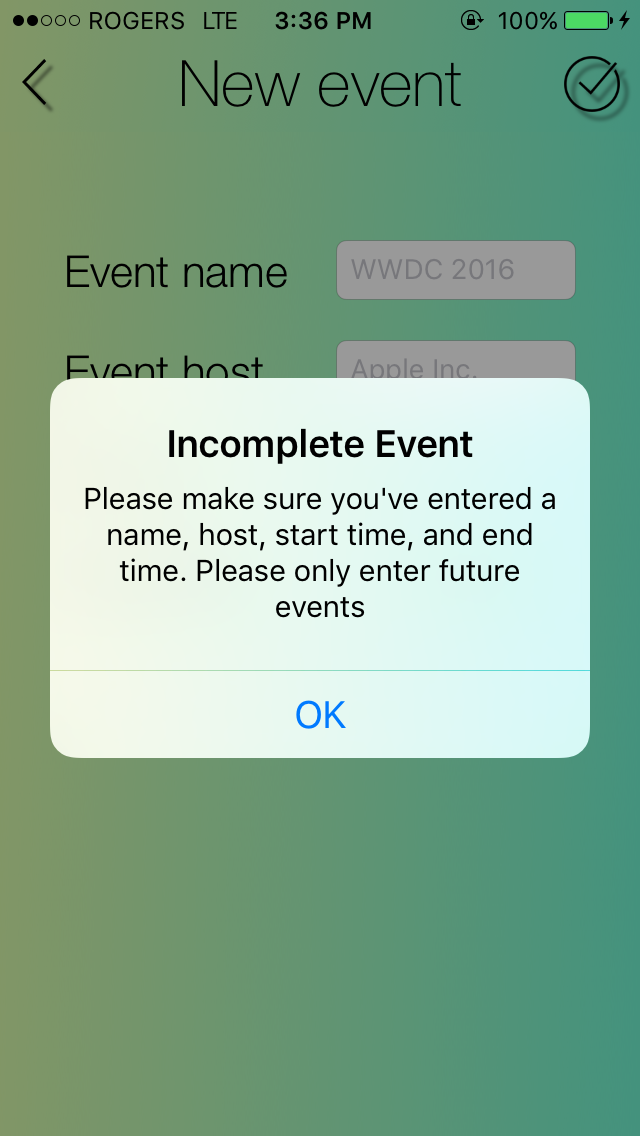 ROGERS LTE 3:36 PM 100%
New event
Event name WWDC 2016
Event host Apple Inc.
Incomplete Event
Please make sure you've entered a
name, host, start time, and end
time. Please only enter future
events
OK